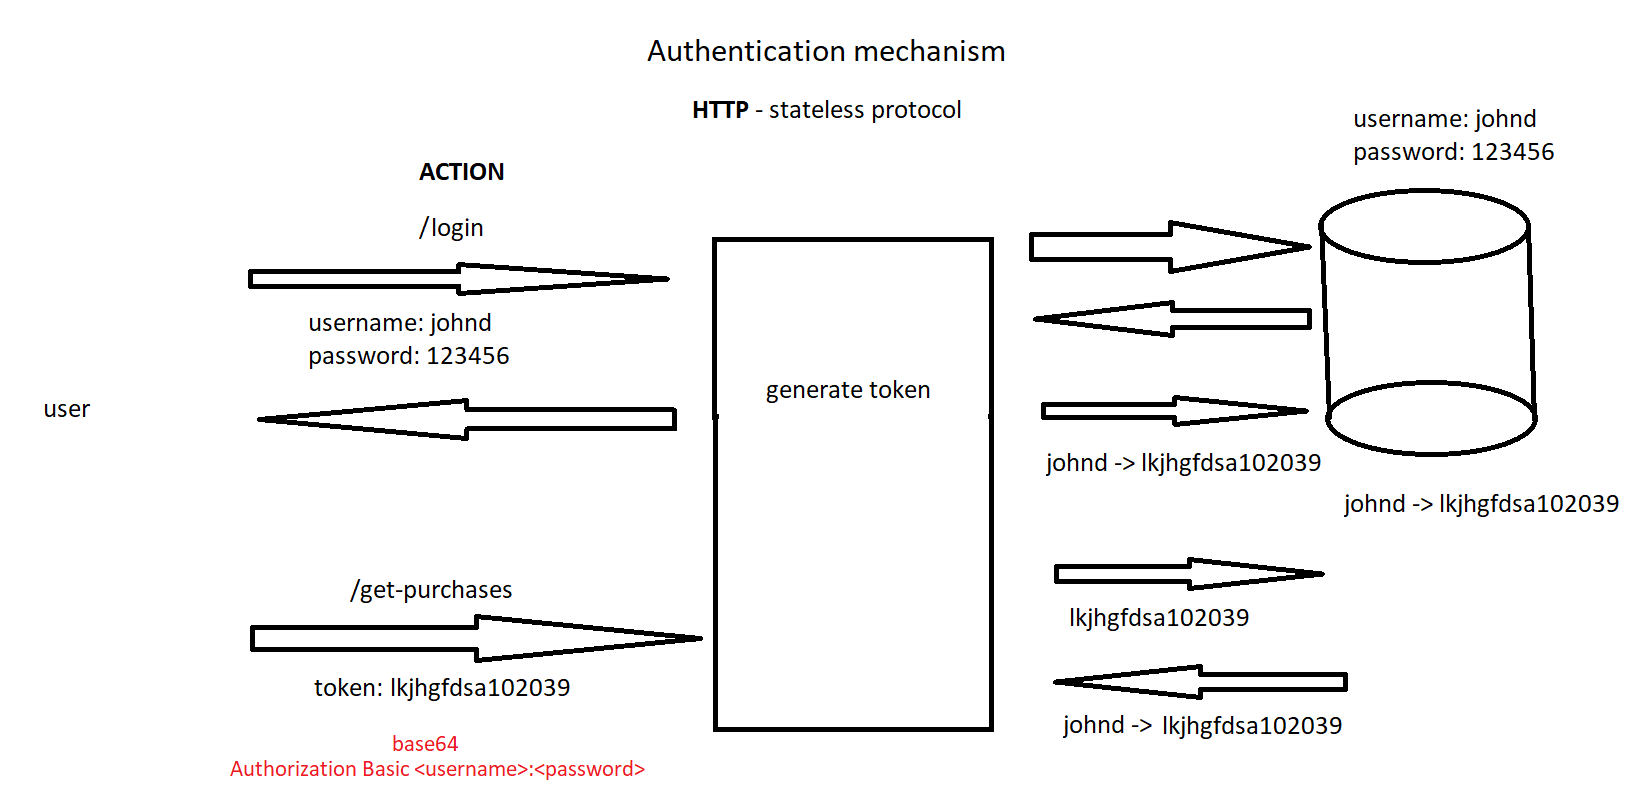 Authentication mechanism
HTTP - stateless protocol
username: johnd
password: 123456
ACTION
/login
username: johnd
password: 123456
generate token
user
johnd -> lkjhgfdsa102039
johnd -> lkjhgfdsa102039
/get-purchases
lkjhgfdsa102039
token: lkjhgfdsa102039
johnd -> lkjhgfdsa102039
base64
Authorization Basic <username>:<password>